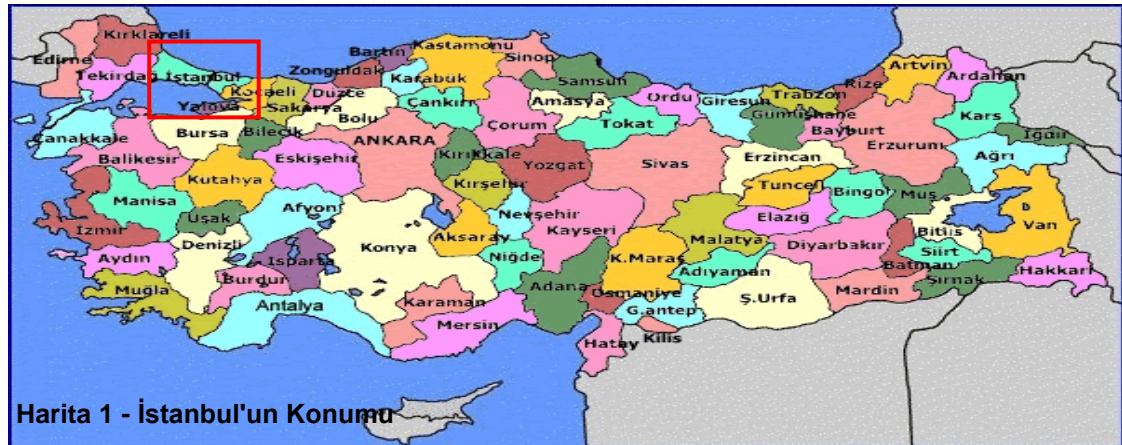 Kırklareli
Edirne
Tekirdağ
İstanbul
Kocaeli
Yalova
Sakarya
Düzce
Zonguldak
Bartın
Karabük
Kastamonu
Sinop
Samsun
Ordu
Giresun
Trabzon
Rize
Artvin
Ardahan
Kars
Iğdır
Çanakkale
Bursa
Bilecik
Bolu
Çankırı
Çorum
Amasya
Tokat
Gümüşhane
Bayburt
Erzurum
Ağrı
Balikesir
Kutahya
Eskişehir
ANKARA
Kırıkkale
Yozgat
Sivas
Erzincan
Tunceli
Bingöl
Muş
Manisa
Uşak
Afyon
Kırşehir
Nevşehir
Kayseri
Malatya
Elazığ
Diyarbakır
Bitlis
Van
İzmir
Aydın
Denizli
Isparta
Konya
Aksaray
Niğde
K.Maraş
Adıyaman
Batman
Siirt
Şırnak
Hakkari
Muğla
Burdur
Antalya
Karaman
Mersin
Adana
Osmaniye
G.antep
Ş.Urfa
Mardin
Hatay
Kilis
Harita 1 - İstanbul'un Konumu